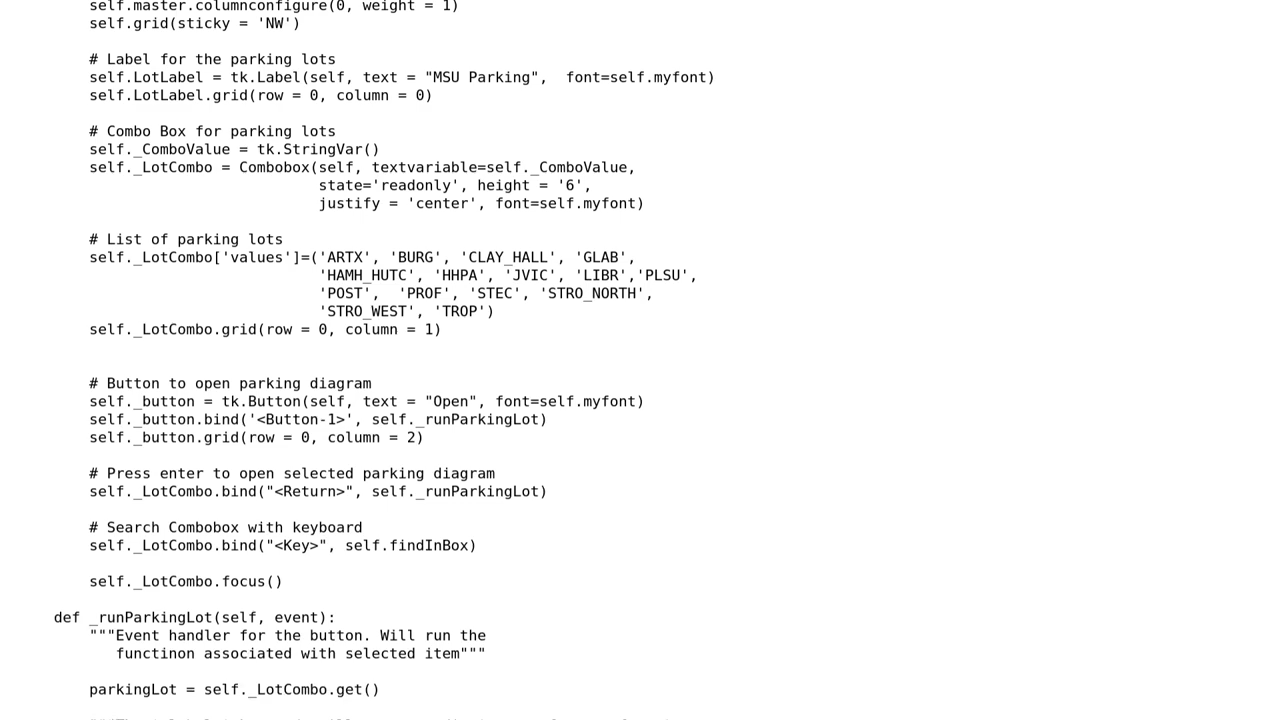 self.master.columnconfigure(0, weight = 1)
self.grid(sticky = 'NW')
# Label for the parking lots
self.LotLabel = tk.Label(self, text = "MSU Parking",  font=self.myfont)
self.LotLabel.grid(row = 0, column = 0)
# Combo Box for parking lots
self._ComboValue = tk.StringVar()
self._LotCombo = Combobox(self, textvariable=self._ComboValue,
state='readonly', height = '6',
justify = 'center', font=self.myfont)
# List of parking lots
self._LotCombo['values']=('ARTX', 'BURG', 'CLAY_HALL', 'GLAB',
'HAMH_HUTC', 'HHPA', 'JVIC', 'LIBR','PLSU',
'POST',  'PROF', 'STEC', 'STRO_NORTH',
'STRO_WEST', 'TROP')
self._LotCombo.grid(row = 0, column = 1)
# Button to open parking diagram
self._button = tk.Button(self, text = "Open", font=self.myfont)
self._button.bind('<Button-1>', self._runParkingLot)
self._button.grid(row = 0, column = 2)
# Press enter to open selected parking diagram
self._LotCombo.bind("<Return>", self._runParkingLot)
# Search Combobox with keyboard
self._LotCombo.bind("<Key>", self.findInBox)
self._LotCombo.focus()
def _runParkingLot(self, event):
"""Event handler for the button. Will run the
functinon associated with selected item"""
parkingLot = self._LotCombo.get()